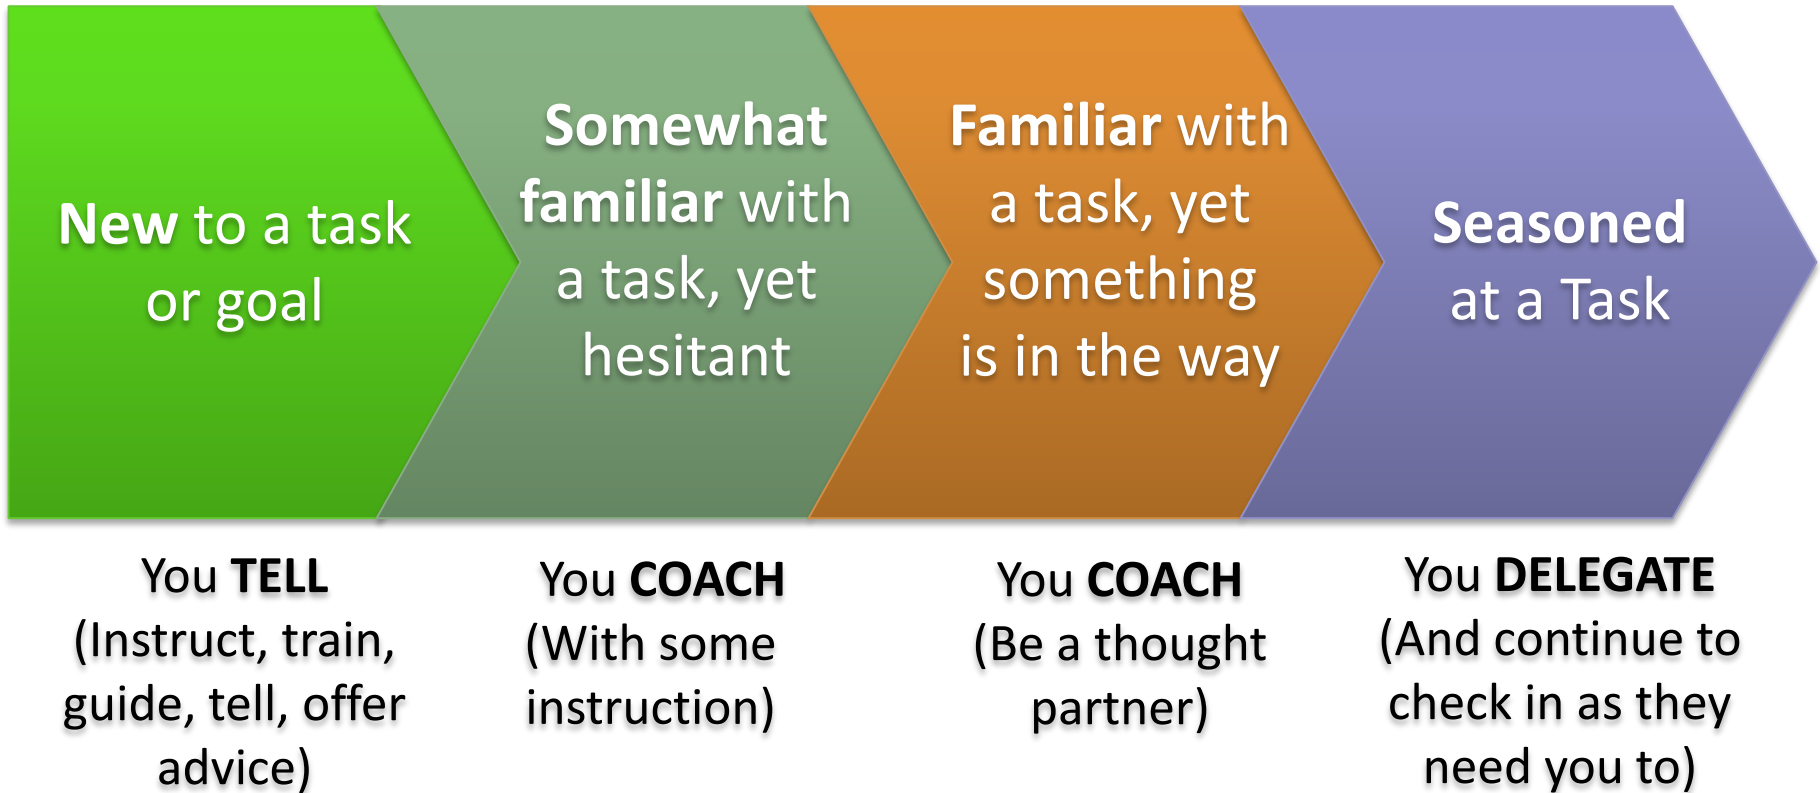 New to a task
or goal
Somewhat
familiar with
a task, yet
hesitant
Familiar with
a task, yet
something
is in the way
Seasoned
at a Task
You TELL
(Instruct, train,
guide, tell, offer
advice)
You COACH
(With some
instruction)
You COACH
(Be a thought
partner)
You DELEGATE
(And continue to
check in as they
need you to)